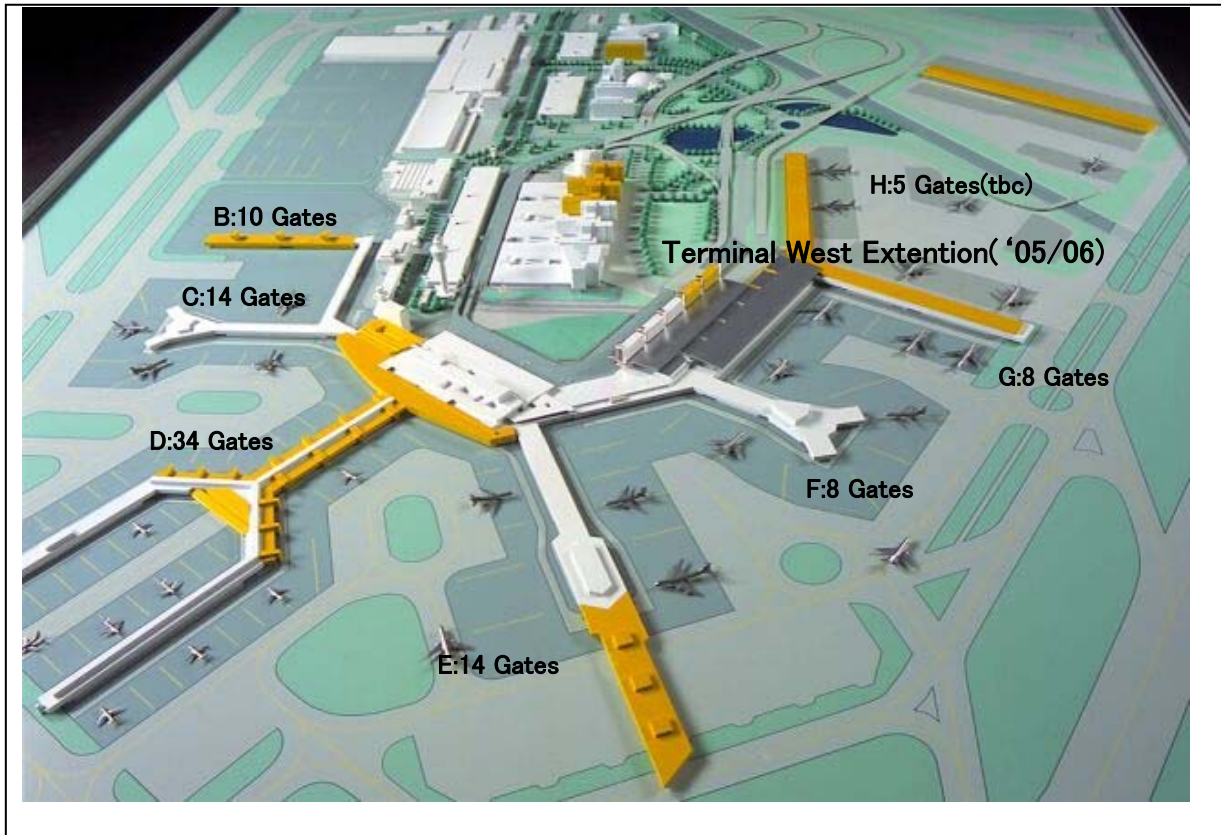 H:5 Gates(tbc)
B:10 Gates
Terminal West Extention( ‘05/06)
C:14 Gates
G:8 Gates
D:34 Gates
F:8 Gates
E:14 Gates